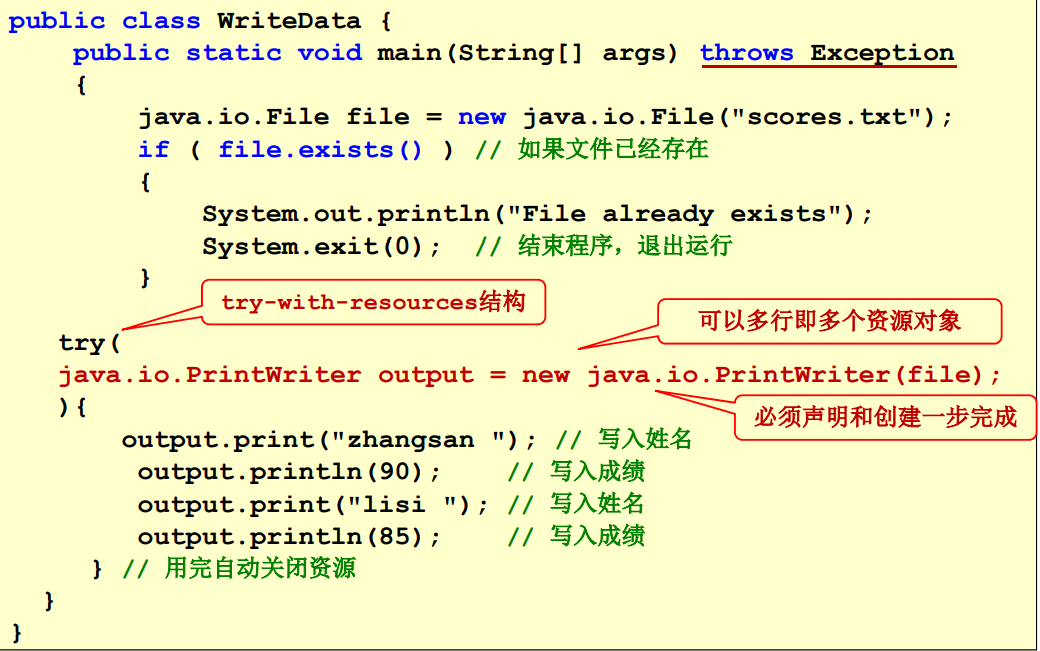 public class WriteData {
public static void main(String[] args) throws Exception
{
java.io.File file = new java.io.File("scores.txt");
if ( file.exists() ) // 如果文件已经存在
{
System.out.println("File already exists");
System.exit(0); // 结束程序，退出运行
}
try-with-resources结构
可以多行即多个资源对象
try(
java.io.PrintWriter output = new java.io.PrintWriter(file);
){
必须声明和创建一步完成
output.print("zhangsan "); // 写入姓名
output.println(90); // 写入成绩
output.print("lisi "); // 写入姓名
output.println(85); // 写入成绩
} // 用完自动关闭资源
}
}